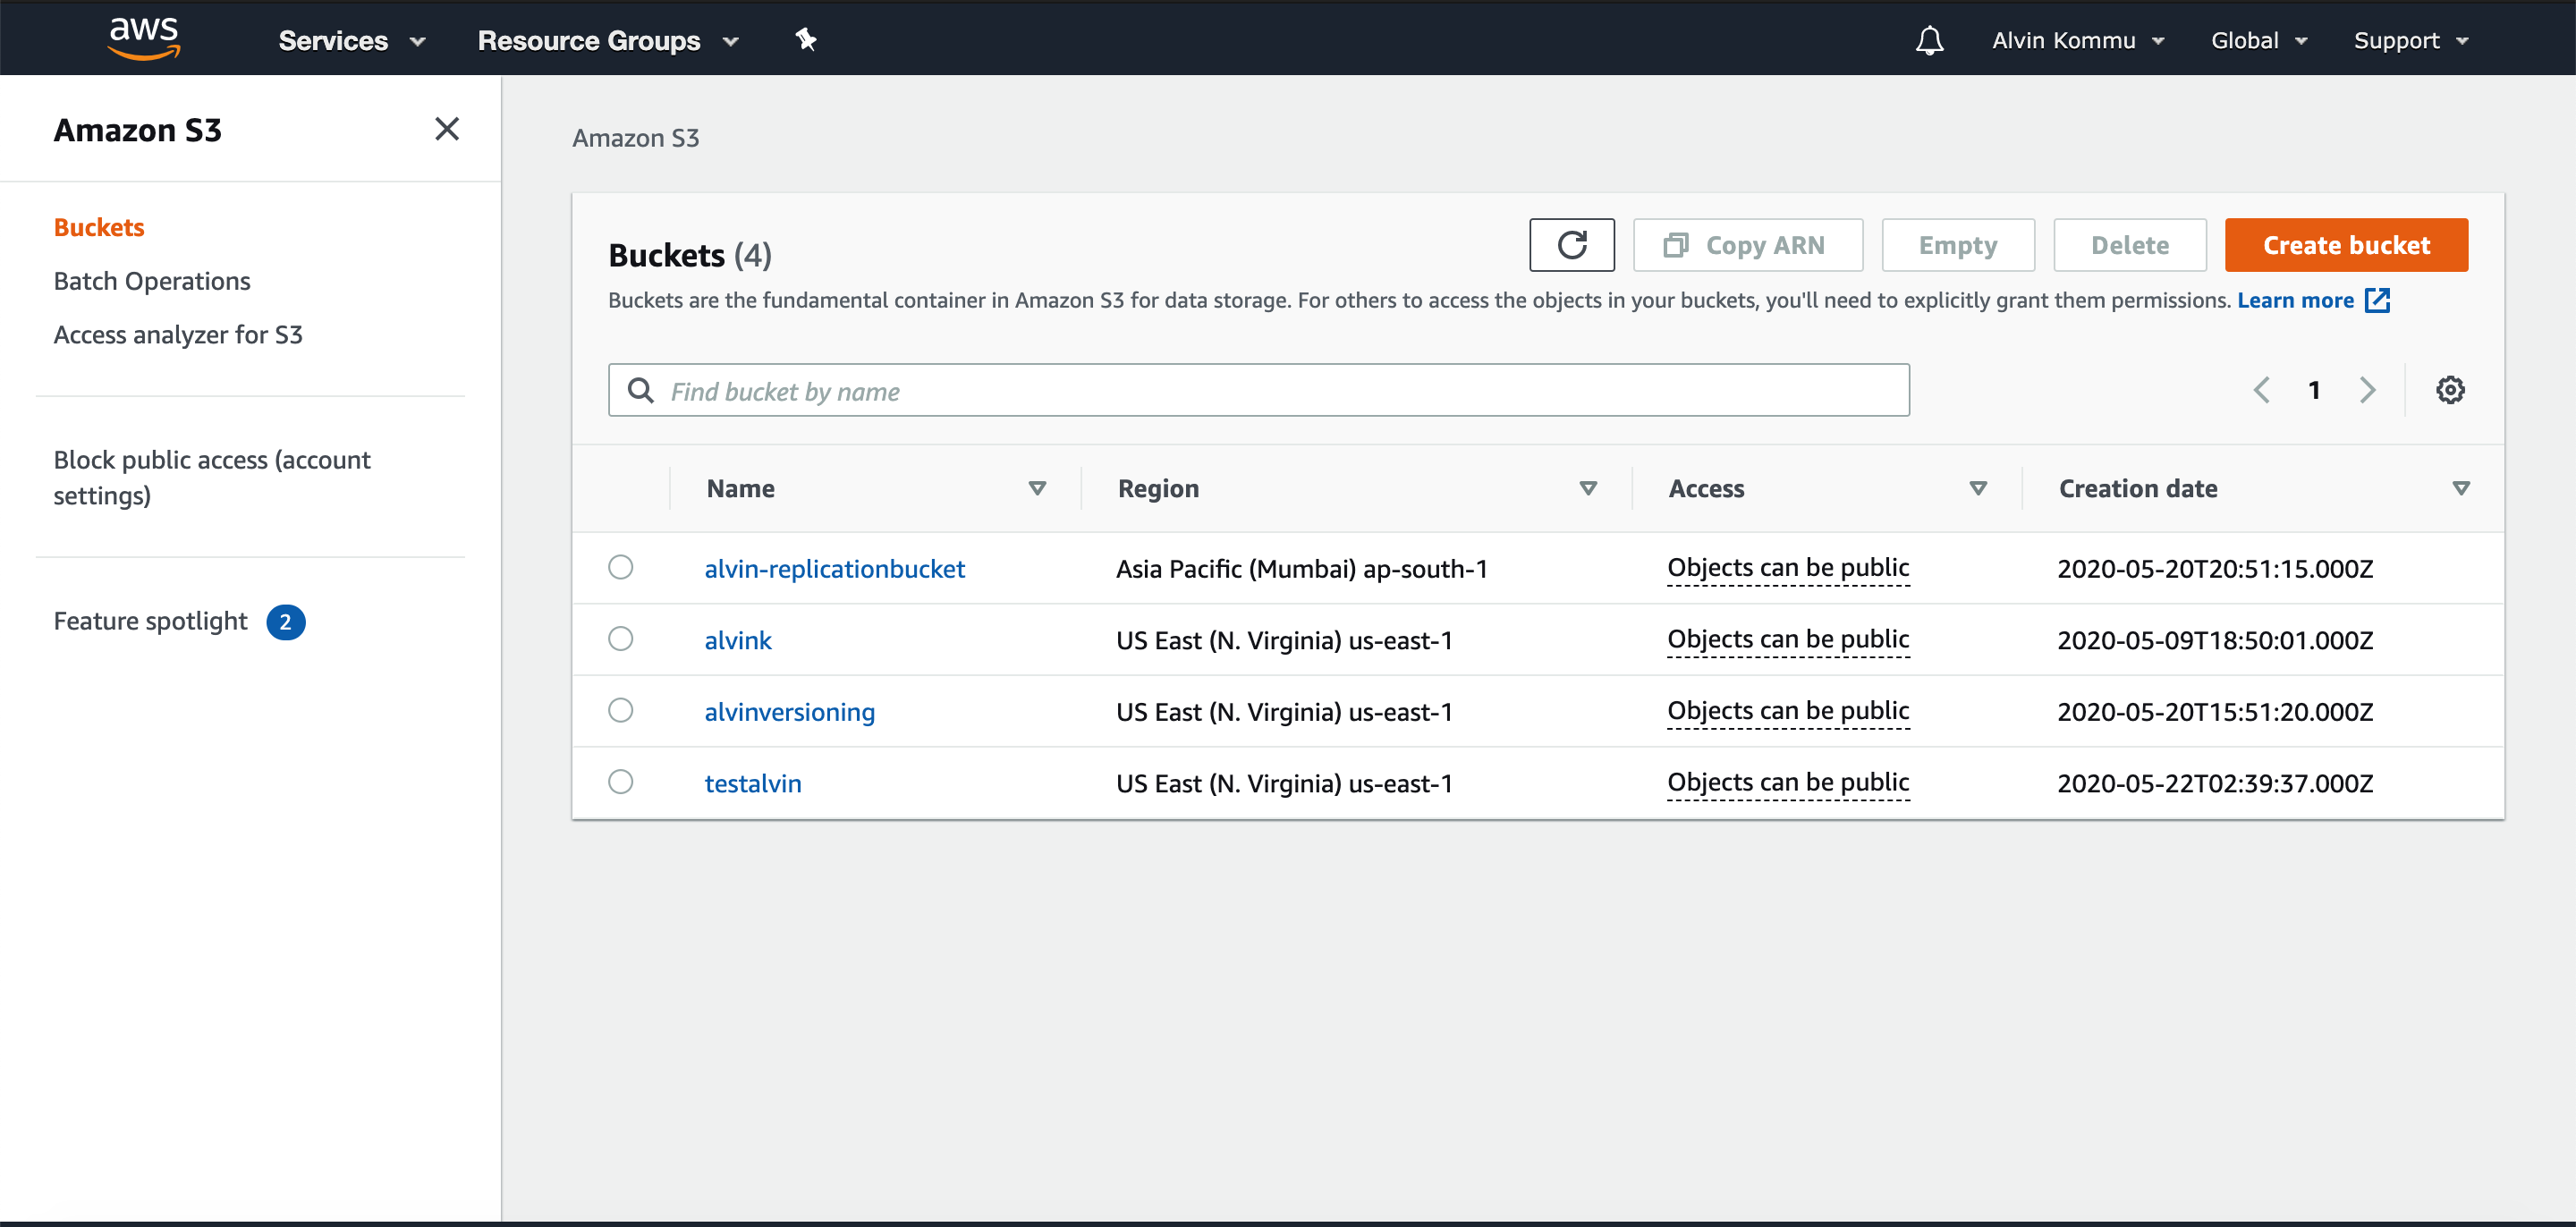 aws Services Resource Groups Alvin Kommu Global Support
Amazon S3
Buckets
Batch Operations
Access analyzer for S3
Block public access (account
settings)
Feature spotlight 2
Amazon S3
Buckets (4) Copy ARN Empty Delete Create bucket
Buckets are the fundamental container in Amazon S3 for data storage. For others to access the objects in your buckets, you'll need to explicitly grant them permissions. Learn more
Find bucket by name 1
Name Region Access Creation date
alvin-replicationbucket Asia Pacific (Mumbai) ap-south-1 Objects can be public 2020-05-20T20:51:15.000Z
alvink US East (N. Virginia) us-east-1 Objects can be public 2020-05-09T18:50:01.000Z
alvinversioning US East (N. Virginia) us-east-1 Objects can be public 2020-05-20T15:51:20.000Z
testalvin US East (N. Virginia) us-east-1 Objects can be public 2020-05-22T02:39:37.000Z